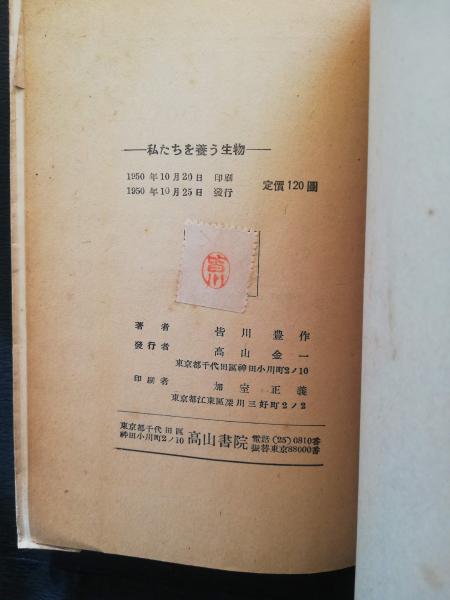 ——私たちを養う生物——
1950年10月20日 印刷
1950年10月25日 發行 定價120圓
皆川
著者 皆川豊作
發行者 高山金一
東京都千代田區神田小川町2ノ10
印刷者 加室正義
東京都江東區深川三好町2ノ2
東京都千代田區
神田小川町2ノ10 高山書院 電話(25)0810番
振替東京88000番